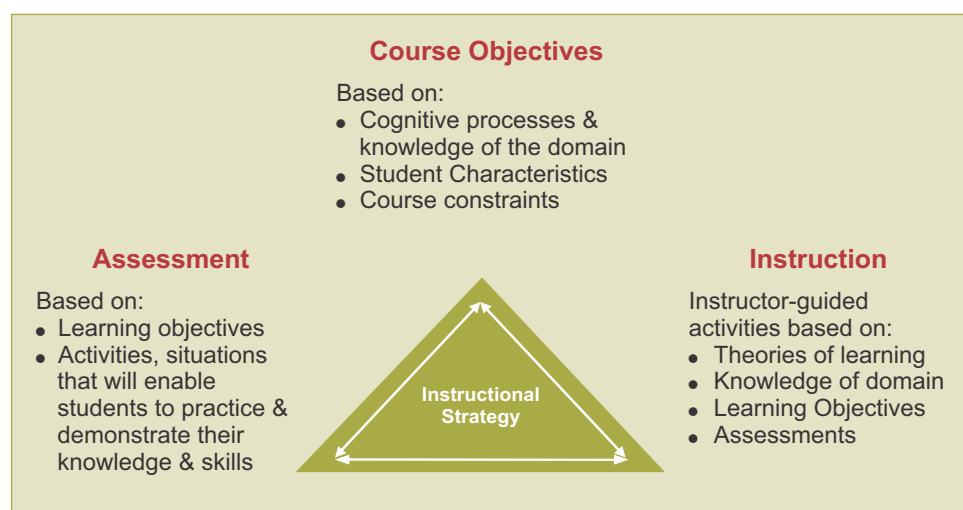 Course Objectives
Based on:
• Cognitive processes &
knowledge of the domain
• Student Characteristics
• Course constraints
Assessment
Based on:
• Learning objectives
• Activities, situations
that will enable
students to practice &
demonstrate their
knowledge & skills
Instructional
Strategy
Instruction
Instructor-guided
activities based on:
• Theories of learning
• Knowledge of domain
• Learning Objectives
• Assessments